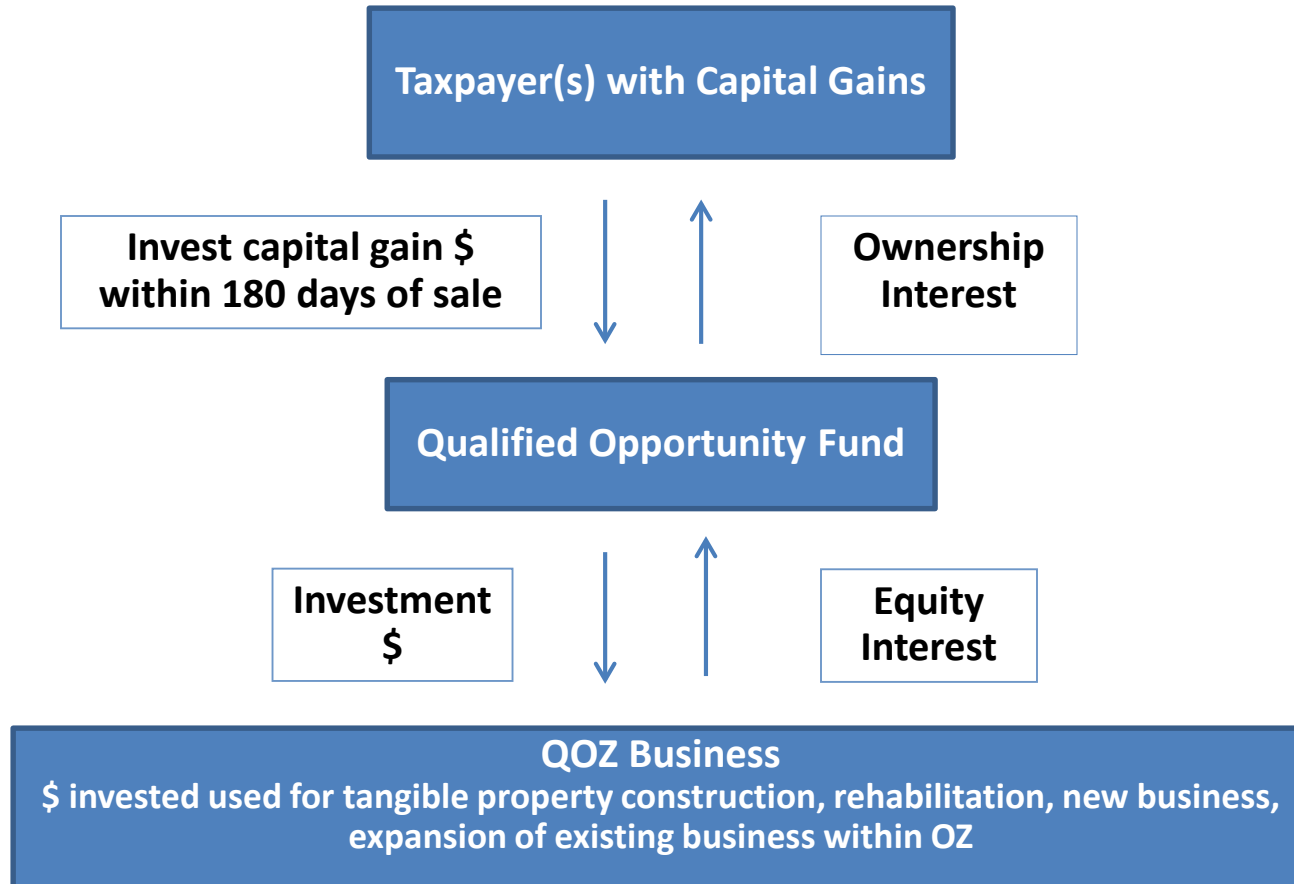 Taxpayer(s) with Capital Gains
Invest capital gain $
within 180 days of sale
Ownership
Interest
Qualified Opportunity Fund
Investment
$
Equity
Interest
QOZ Business
$ invested used for tangible property construction, rehabilitation, new business,
expansion of existing business within OZ